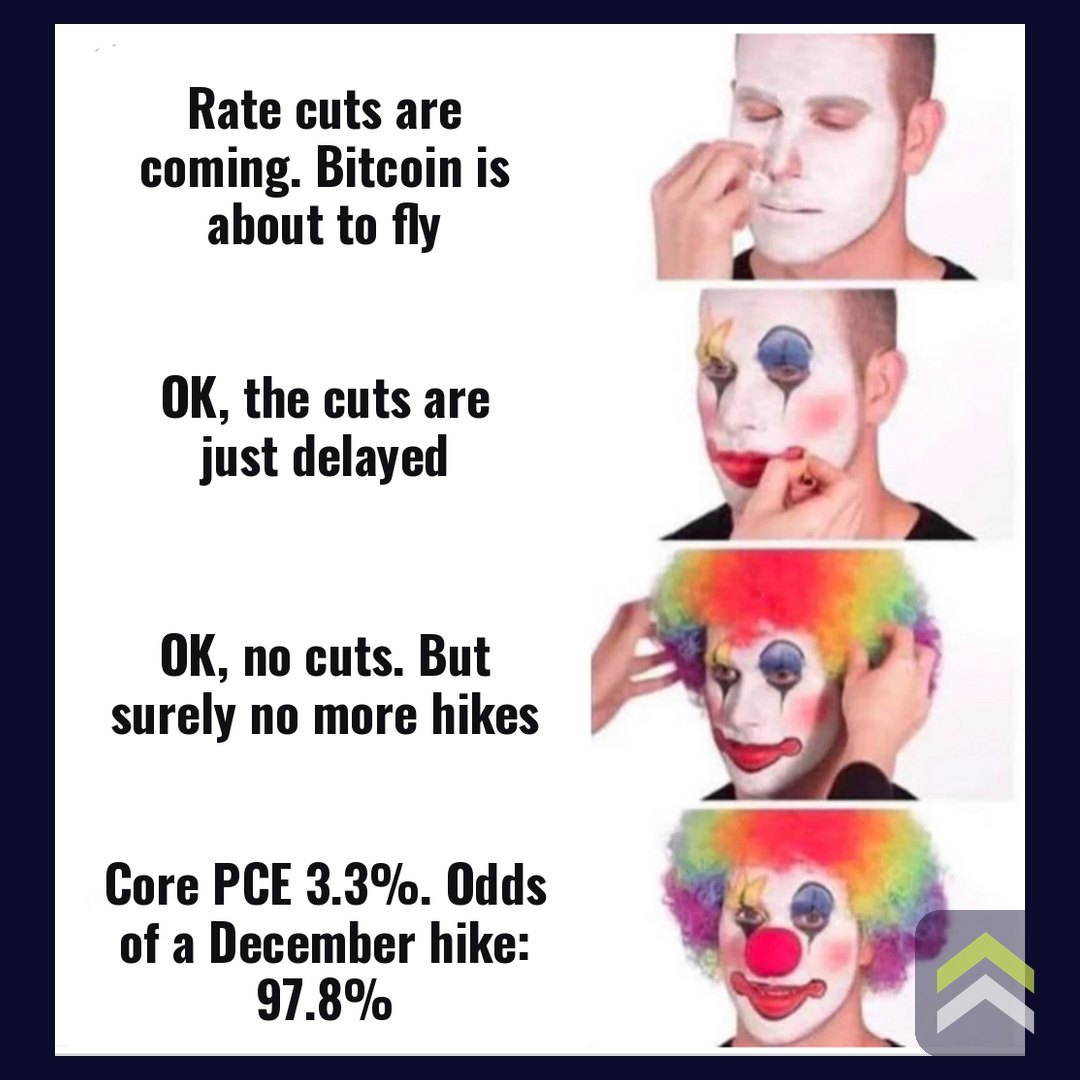 Rate cuts are
coming. Bitcoin is
about to fly
OK, the cuts are
just delayed
OK, no cuts. But
surely no more hikes
Core PCE 3.3%. Odds
of a December hike:
97.8%